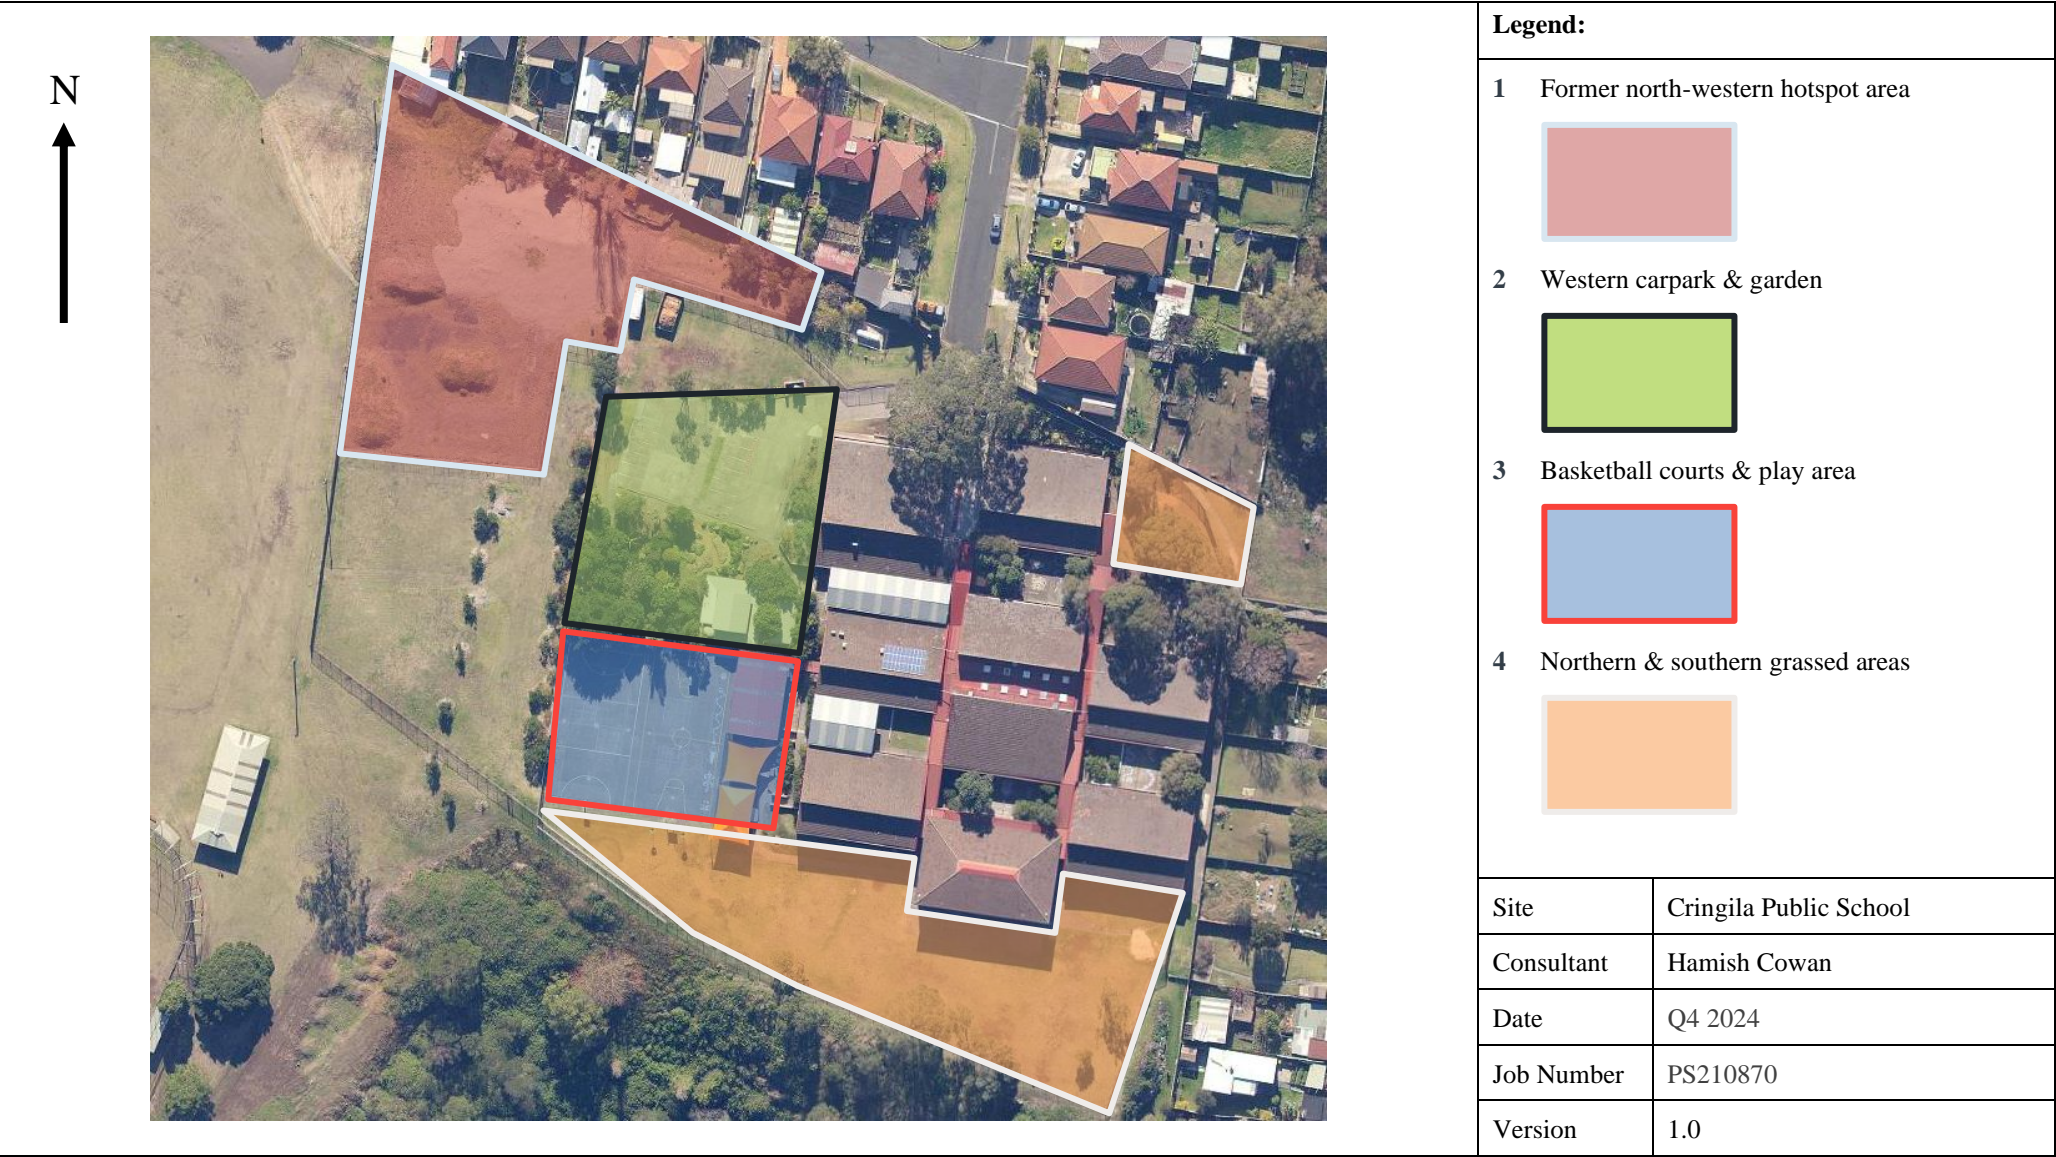 N
Legend:
1 Former north-western hotspot area
2 Western carpark & garden
3 Basketball courts & play area
4 Northern & southern grassed areas
Site Cringila Public School
Consultant Hamish Cowan
Date Q4 2024
Job Number PS210870
Version 1.0